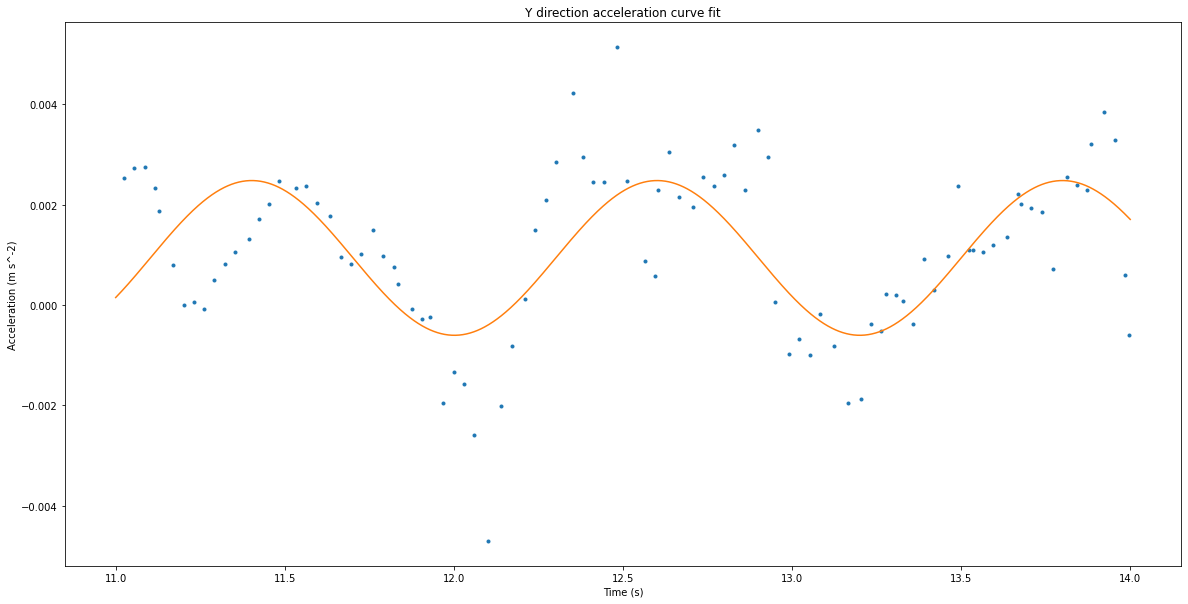 Y direction acceleration curve fit
Acceleration (m s^-2)
0.004
0.002
0.000
−0.002
−0.004
11.0 11.5 12.0 12.5 13.0 13.5 14.0
Time (s)